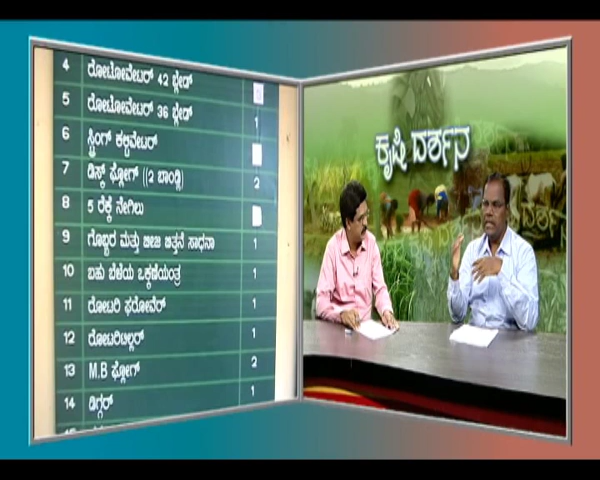 4 ರೋಟೋವೇಟರ್ 42 ಬ್ಲೇಡ್
5 ರೋಟೋವೇಟರ್ 36 ಬ್ಲೇಡ್ 1
6 ಸ್ಪ್ರಿಂಗ್ ಕಲ್ಟಿವೇಟರ್
7 ಡಿಸ್ಕ್ ಫ್ಲೋಗ್ ((2 ಬಾಂಡ್ಲಿ) 2
8 5 ರೆಕ್ಕೆ ನೇಗಿಲು
9 ಗೊಬ್ಬರ ಮತ್ತು ಬೀಜ ಬಿತ್ತನೆ ಸಾಧನಾ 1
10 ಬಹು ಬೆಳೆಯ ಒಕ್ಕಣೆಯಂತ್ರ 1
11 ರೋಟರಿ ಫರೋವೆರ್ 1
12 ರೋಟರಿಟಿಲ್ಲರ್ 1
13 M.B ಫ್ಲೋಗ್ 2
14 ಡಿಗ್ಗರ್ 1
ಕೃಷಿ ದರ್ಶನ